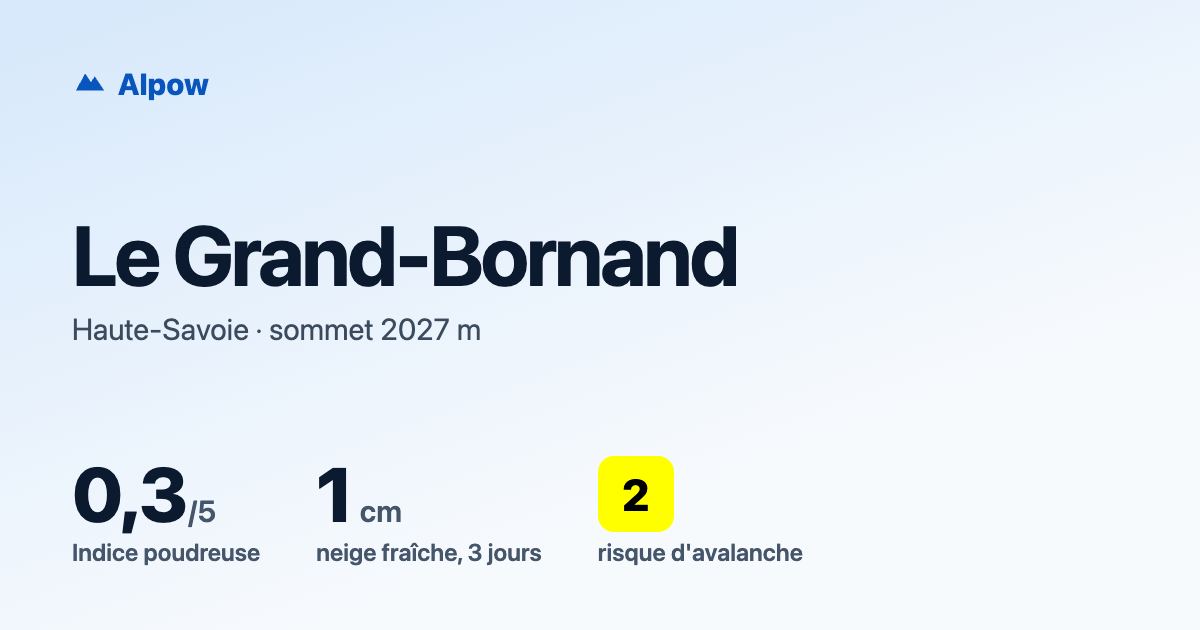 Alpow
Le Grand-Bornand
Haute-Savoie · sommet 2027 m
0,3/5
Indice poudreuse
1 cm
neige fraîche, 3 jours
2
risque d'avalanche